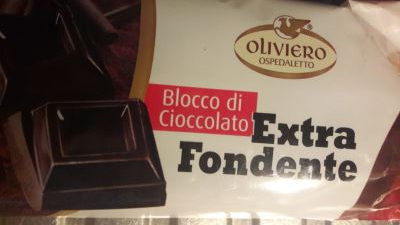 OLIVIERO
OSPEDALETTO
Blocco di
Cioccolato
Extra
Fondente